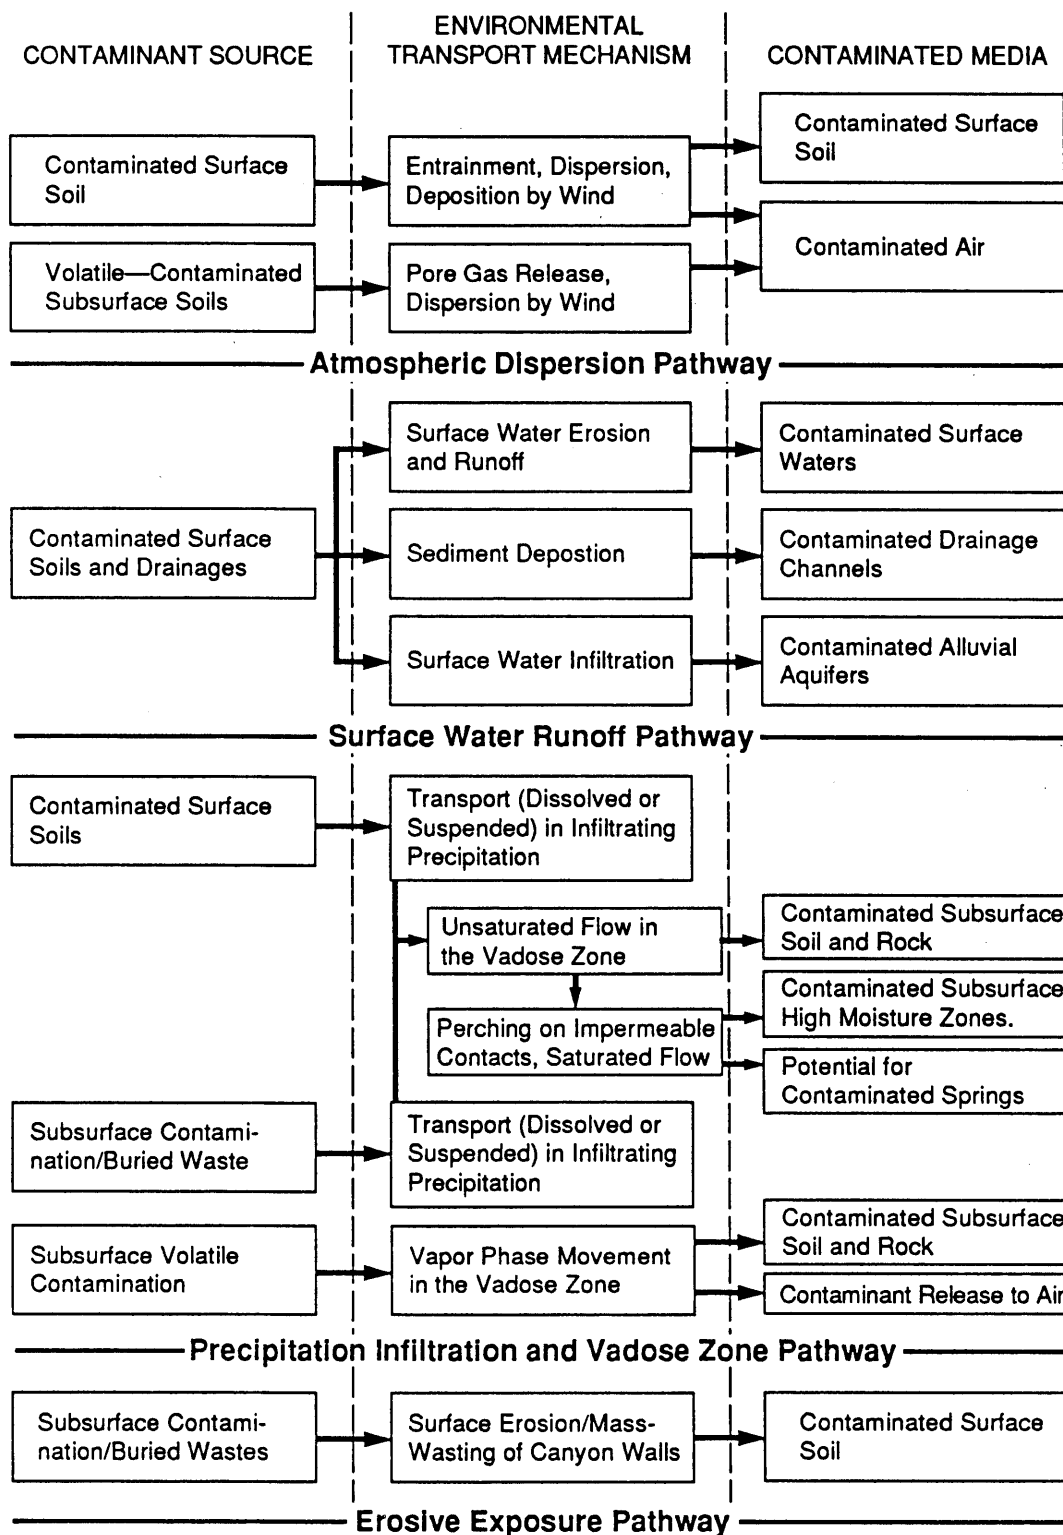 CONTAMINANT SOURCE
ENVIRONMENTAL
TRANSPORT MECHANISM
CONTAMINATED MEDIA
Contaminated Surface
Soil
Entrainment, Dispersion,
Deposition by Wind
Contaminated Surface
Soil
Contaminated Air
Volatile—Contaminated
Subsurface Soils
Pore Gas Release,
Dispersion by Wind
Atmospheric Dispersion Pathway
Contaminated Surface
Soils and Drainages
Surface Water Erosion
and Runoff
Contaminated Surface
Waters
Sediment Depostion
Contaminated Drainage
Channels
Surface Water Infiltration
Contaminated Alluvial
Aquifers
Surface Water Runoff Pathway
Contaminated Surface
Soils
Transport (Dissolved or
Suspended) in Infiltrating
Precipitation
Unsaturated Flow in
the Vadose Zone
Contaminated Subsurface
Soil and Rock
Perching on Impermeable
Contacts, Saturated Flow
Contaminated Subsurface
High Moisture Zones.
Potential for
Contaminated Springs
Subsurface Contami-
nation/Buried Waste
Transport (Dissolved or
Suspended) in Infiltrating
Precipitation
Subsurface Volatile
Contamination
Vapor Phase Movement
in the Vadose Zone
Contaminated Subsurface
Soil and Rock
Contaminant Release to Air
Precipitation Infiltration and Vadose Zone Pathway
Subsurface Contami-
nation/Buried Wastes
Surface Erosion/Mass-
Wasting of Canyon Walls
Contaminated Surface
Soil
Erosive Exposure Pathway